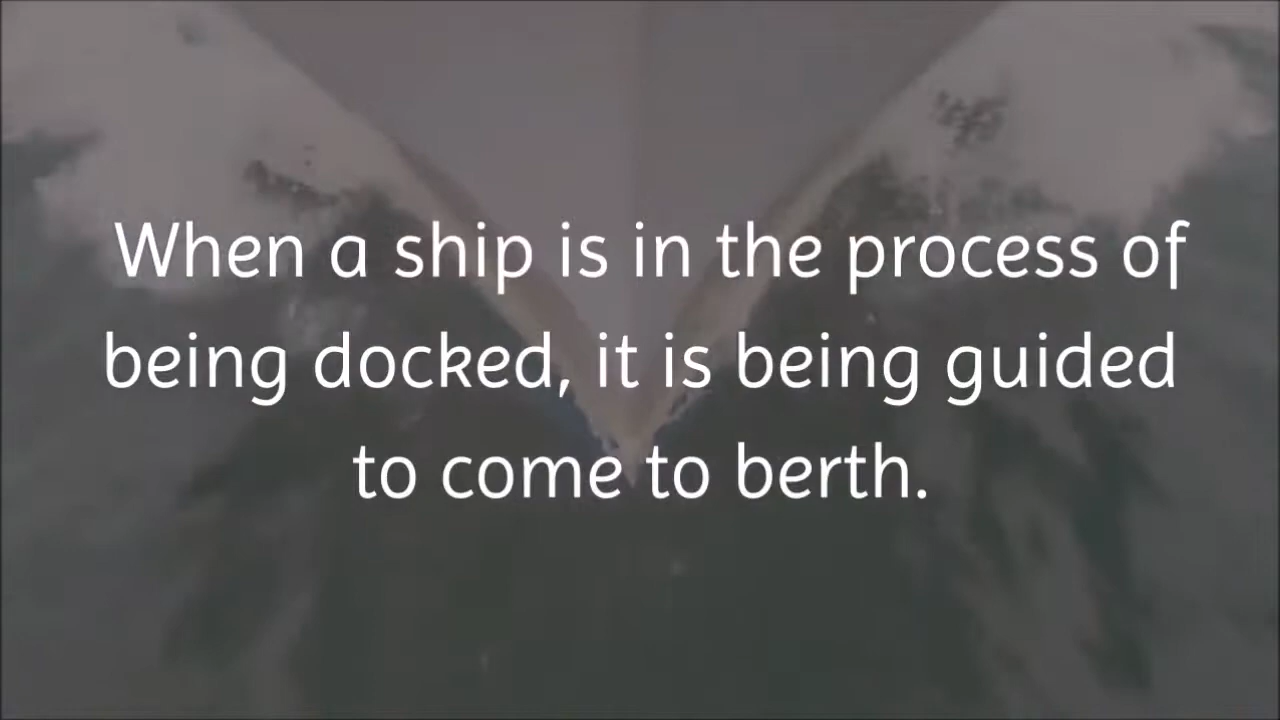 When a ship is in the process of
being docked, it is being guided
to come to berth.